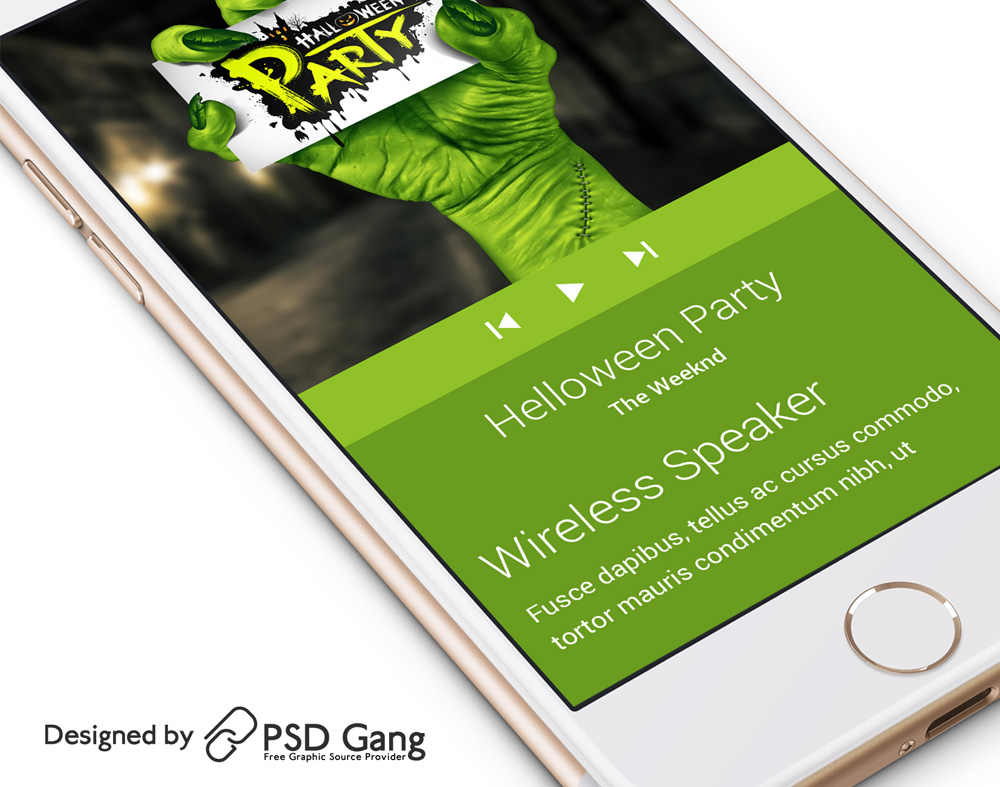 HALLOWEEN
PARTY
Helloween Party
The Weeknd
Wireless Speaker
Fusce dapibus, tellus ac cursus commodo,
tortor mauris condimentum nibh, ut
Designed by PSD Gang
Free Graphic Source Provider